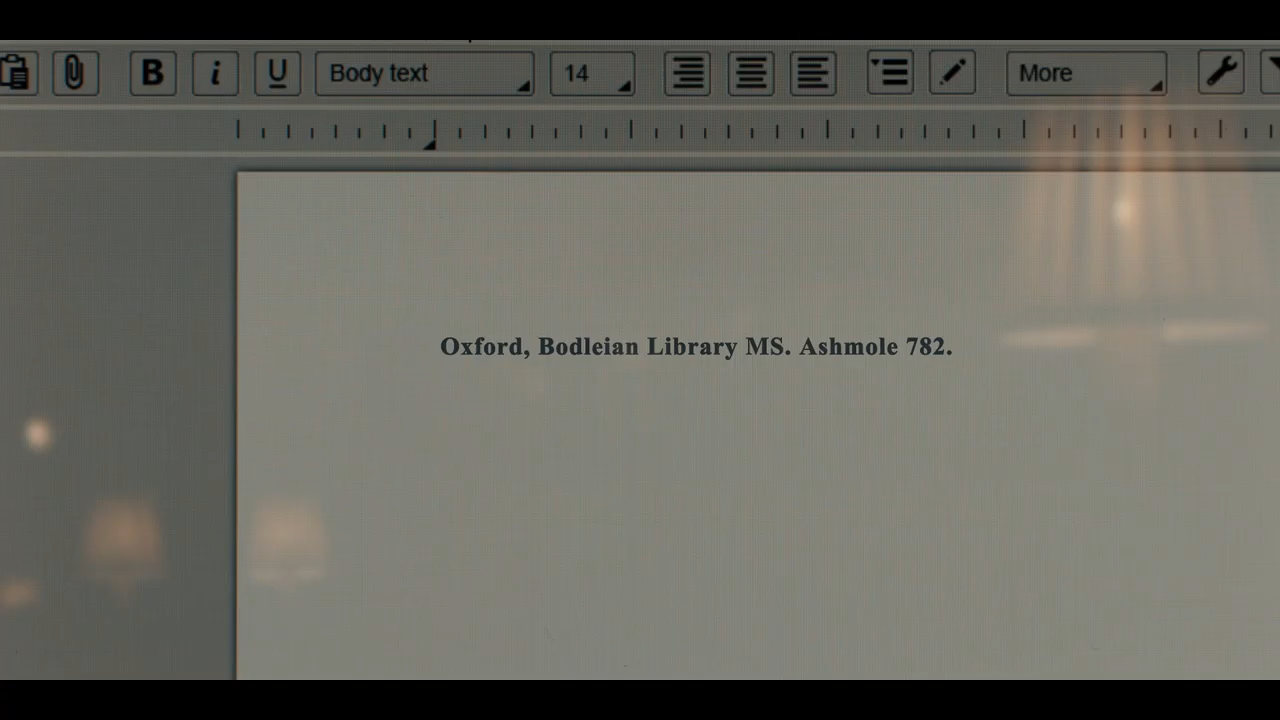 B i U Body text 14 More
Oxford, Bodleian Library MS. Ashmole 782.